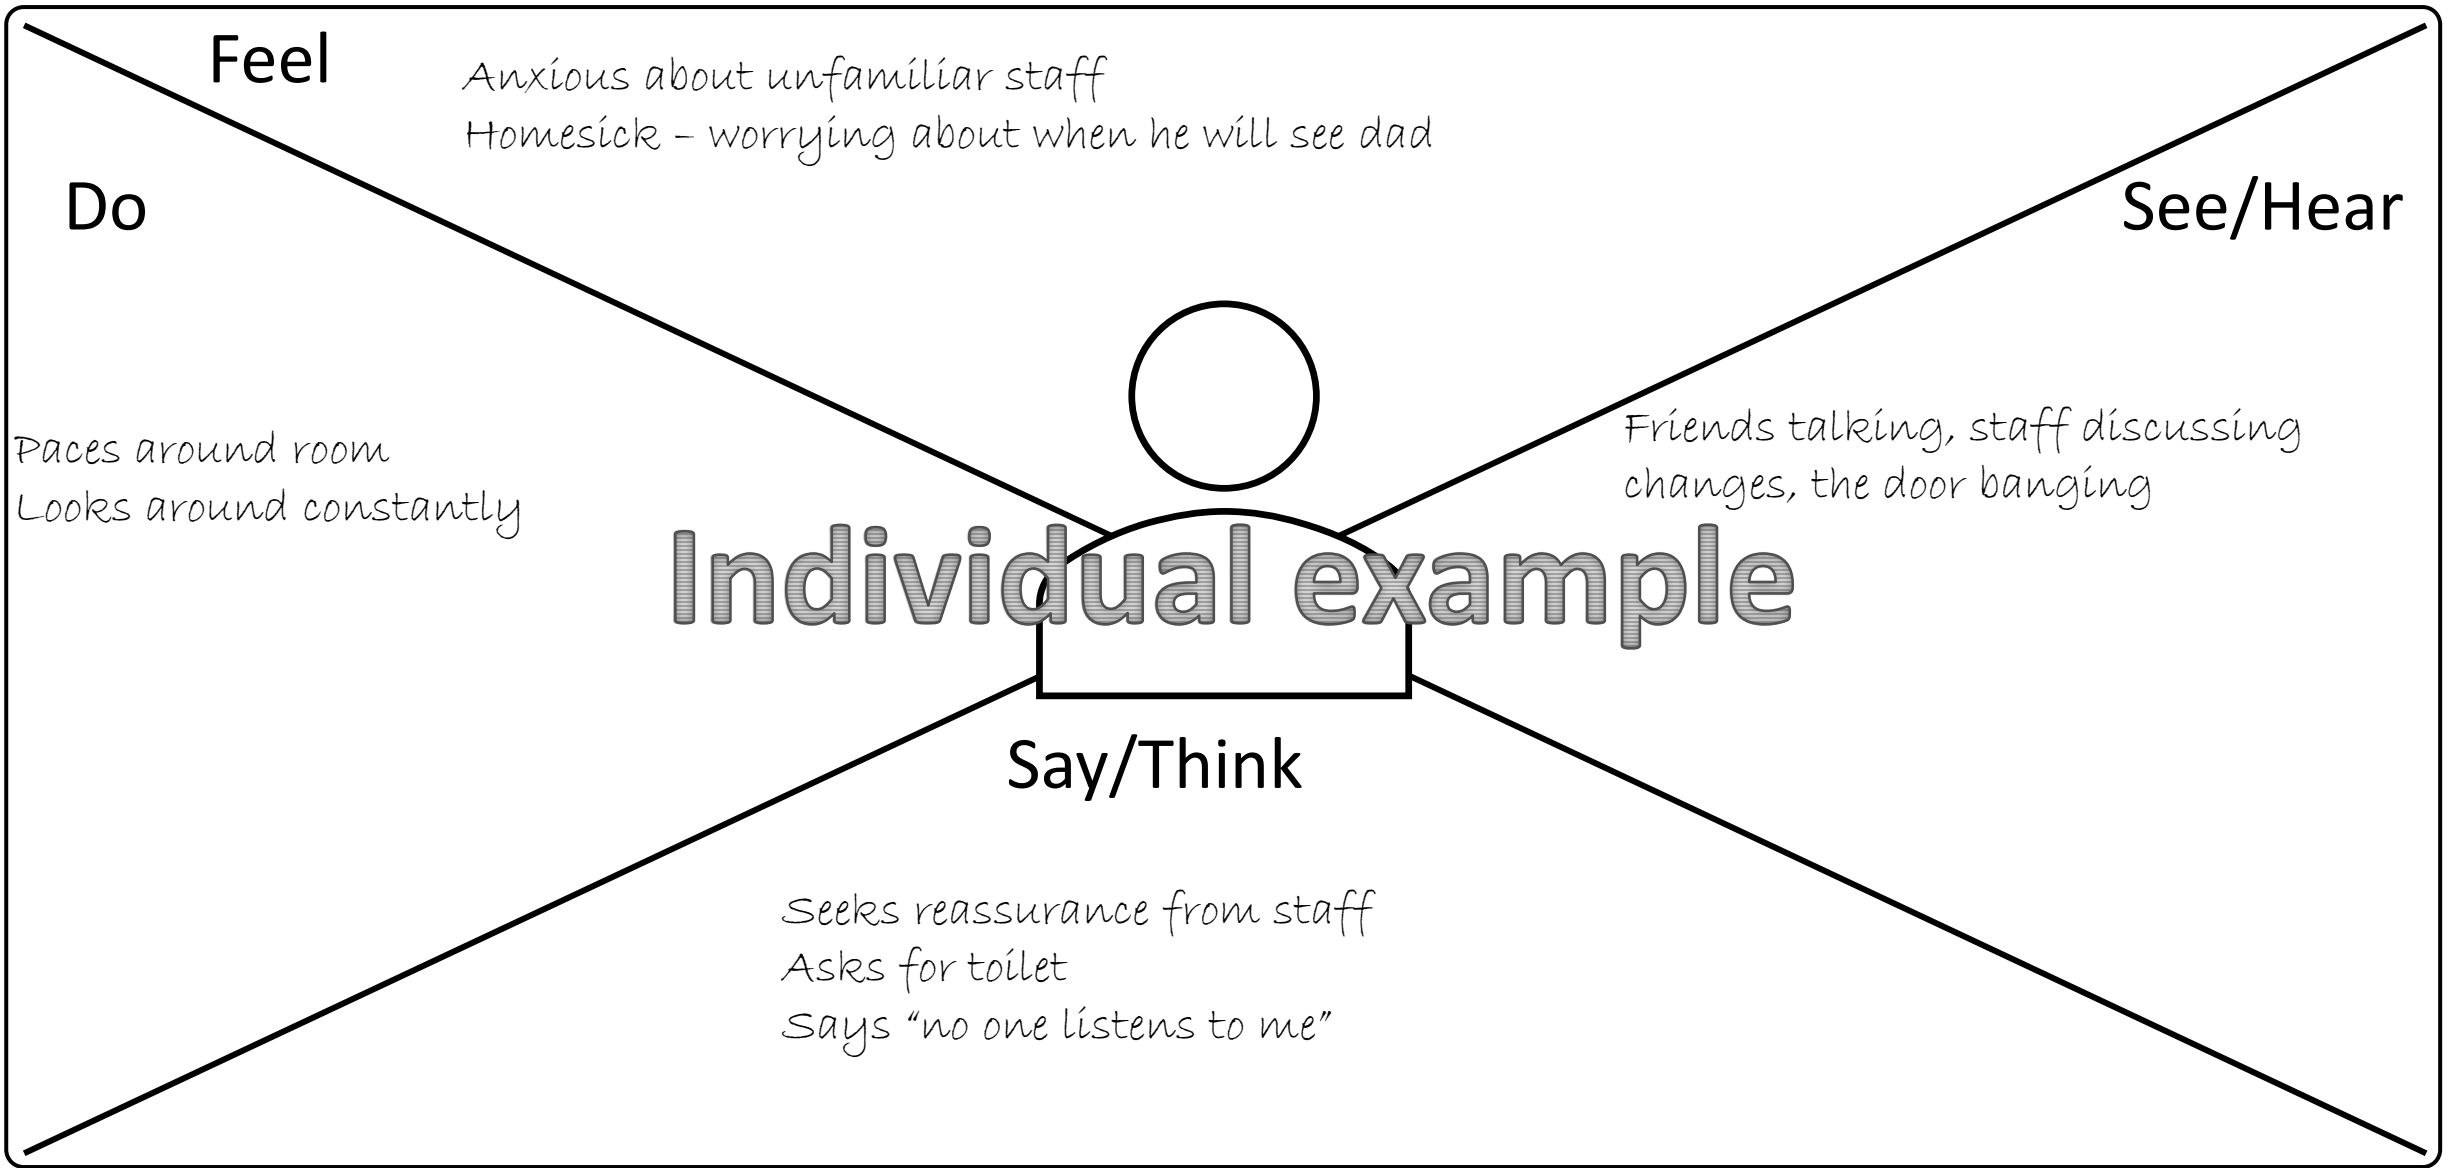 Feel
Anxious about unfamiliar staff
Homesick – worrying about when he will see dad
Do
See/Hear
Paces around room
Looks around constantly
Friends talking, staff discussing
changes, the door banging
Individual example
Say/Think
Seeks reassurance from staff
Asks for toilet
Says “no one listens to me”